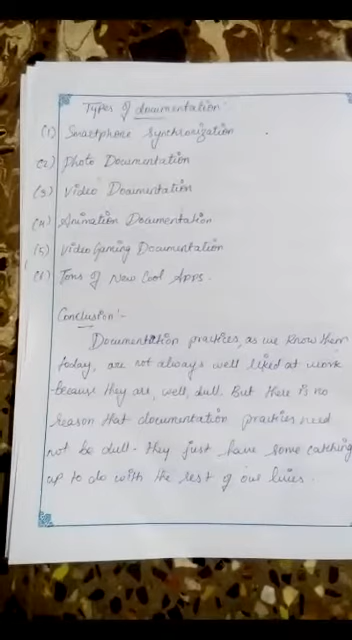 Types of documentation:
(1) Smartphone Synchronization
(2) Photo Documentation
(3) Video Documentation
(4) Animation Documentation
(5) Video Gaming Documentation
(6) Tons of New Cool Apps.
Conclusion:-
Documentation practices, as we know them
today, are not always well liked at work
because they are, well, dull. But there is no
reason that documentation practices need
not be dull. they just have some catching
up to do with the rest of our lives.